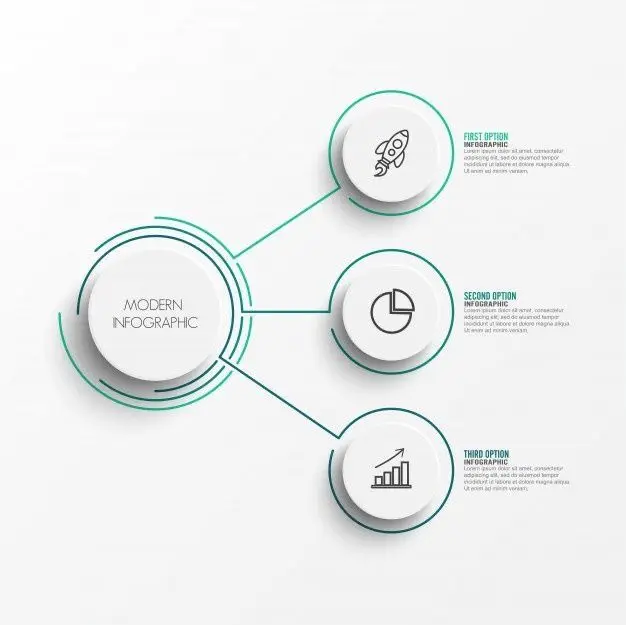 MODERN
INFOGRAPHIC
FIRST OPTION
INFOGRAPHIC
Lorem ipsum dolor sit amet, consectetur
adipiscing elit, sed do eiusmod tempor
incididunt ut labore et dolore magna aliqua.
Ut enim ad minim veniam.
SECOND OPTION
INFOGRAPHIC
Lorem ipsum dolor sit amet, consectetur
adipiscing elit, sed do eiusmod tempor
incididunt ut labore et dolore magna aliqua.
Ut enim ad minim veniam.
THIRD OPTION
INFOGRAPHIC
Lorem ipsum dolor sit amet, consectetur
adipiscing elit, sed do eiusmod tempor
incididunt ut labore et dolore magna aliqua.
Ut enim ad minim veniam.